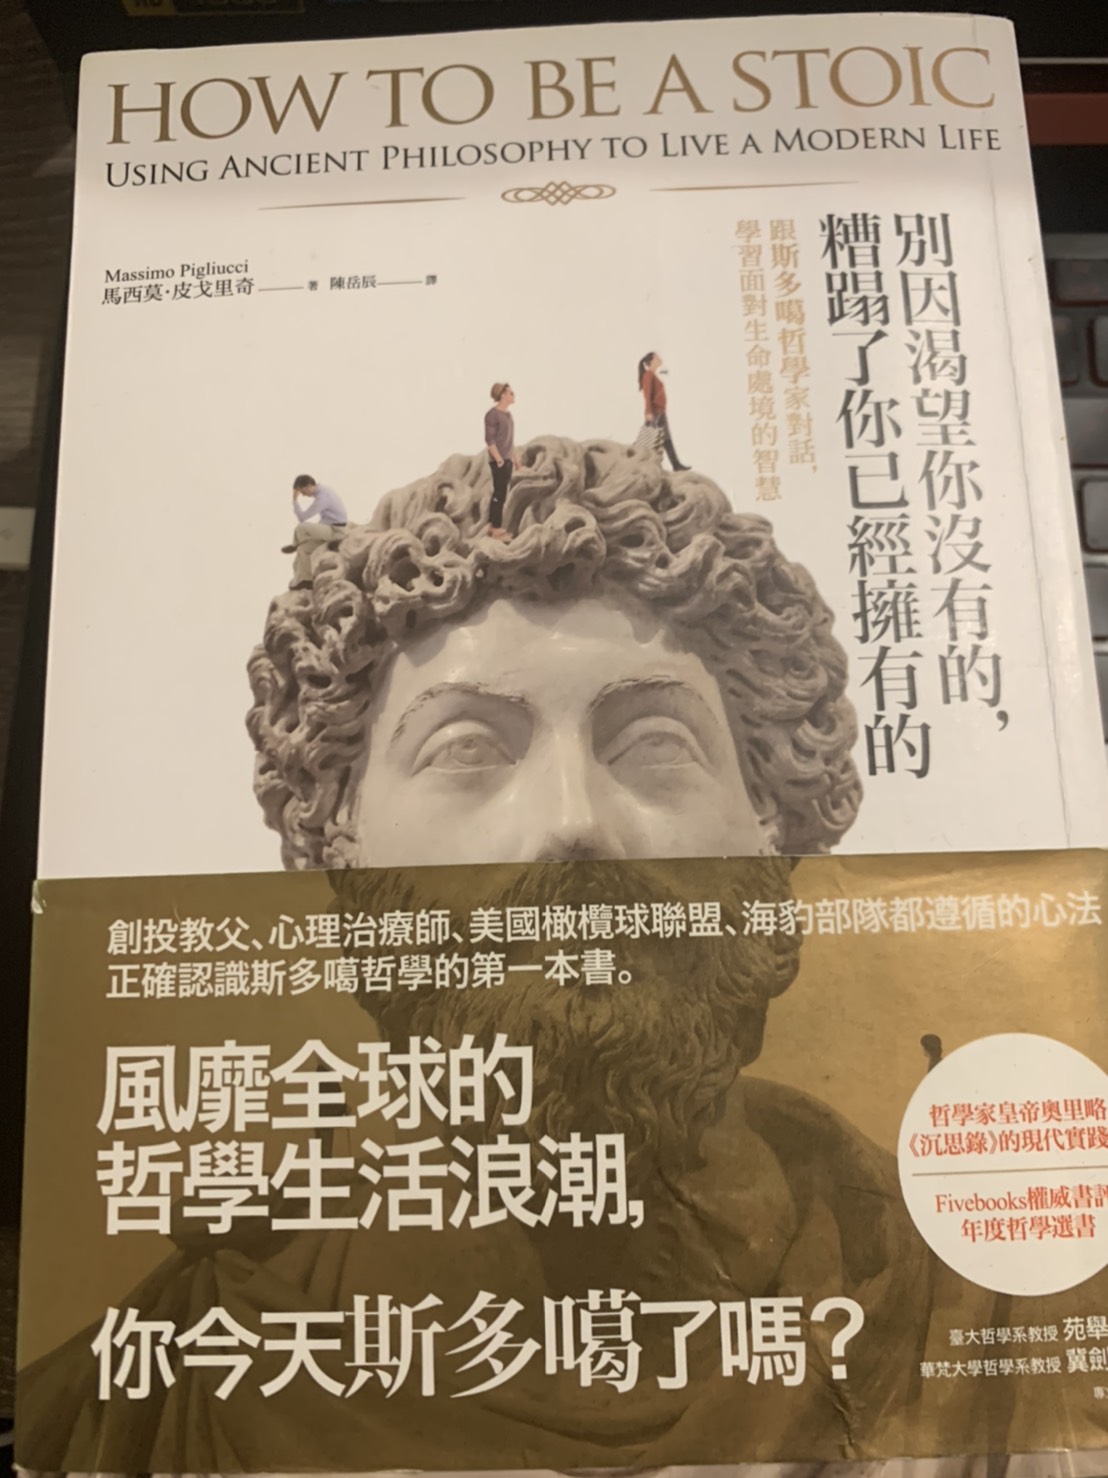 HOW TO BE A STOIC
USING ANCIENT PHILOSOPHY TO LIVE A MODERN LIFE
Massimo Pigliucci
馬西莫·皮戈里奇——著 陳岳辰——譯
別因渴望你沒有的,
糟蹋了你已經擁有的
跟斯多噶哲學家對話,
學習面對生命處境的智慧
創投教父、心理治療師、美國橄欖球聯盟、海豹部隊都遵循的心法
正確認識斯多噶哲學的第一本書。
風靡全球的
哲學生活浪潮,
你今天斯多噶了嗎?
哲學家皇帝奧里略
《沉思錄》的現代實踐
Fivebooks權威書評
年度哲學選書
臺大哲學系教授 苑舉
華梵大學哲學系教授 冀劍